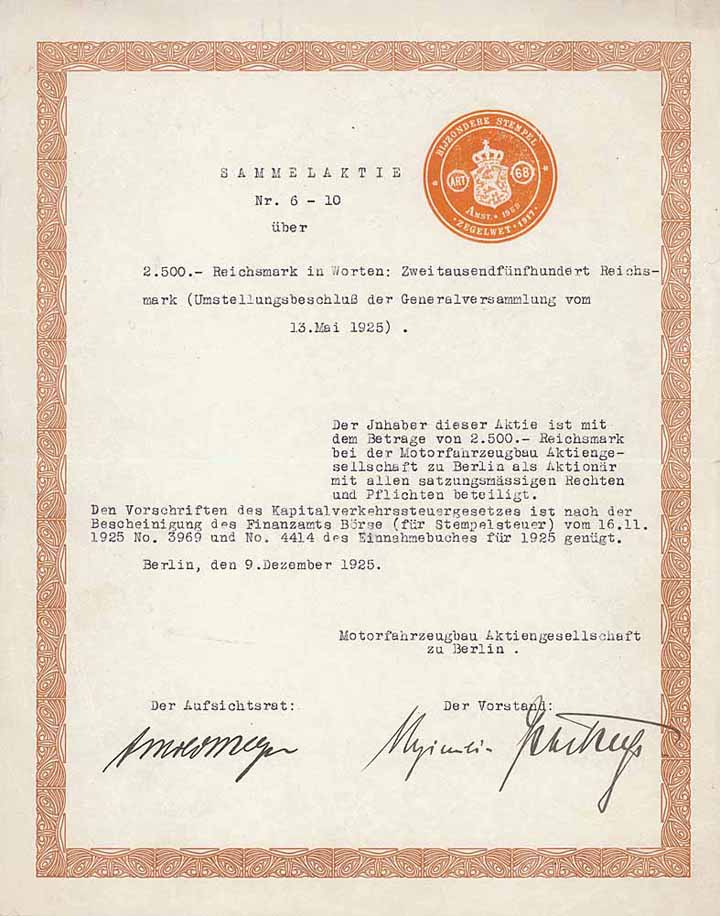 BIJZONDERE STEMPEL
ART 68
AMST.
ZEGELWET · 1917 ·
SAMMELAKTIE
Nr. 6 - 10
über
2.500.- Reichsmark in Worten: Zweitausendfünfhundert Reichs-
mark (Umstellungsbeschluß der Generalversammlung vom
13.Mai 1925) .
Der Jnhaber dieser Aktie ist mit
dem Betrage von 2.500.- Reichsmark
bei der Motorfahrzeugbau Aktienge-
sellschaft zu Berlin als Aktionär
mit allen satzungsmässigen Rechten
und Pflichten beteiligt.
Den Vorschriften des Kapitalverkehrssteuergesetzes ist nach der
Bescheinigung des Finanzamts Börse (für Stempelsteuer) vom 16.11.
1925 No. 3969 und No. 4414 des Einnahmebuches für 1925 genügt.
Berlin, den 9.Dezember 1925.
Motorfahrzeugbau Aktiengesellschaft
zu Berlin .
Der Aufsichtsrat:
Der Vorstand: